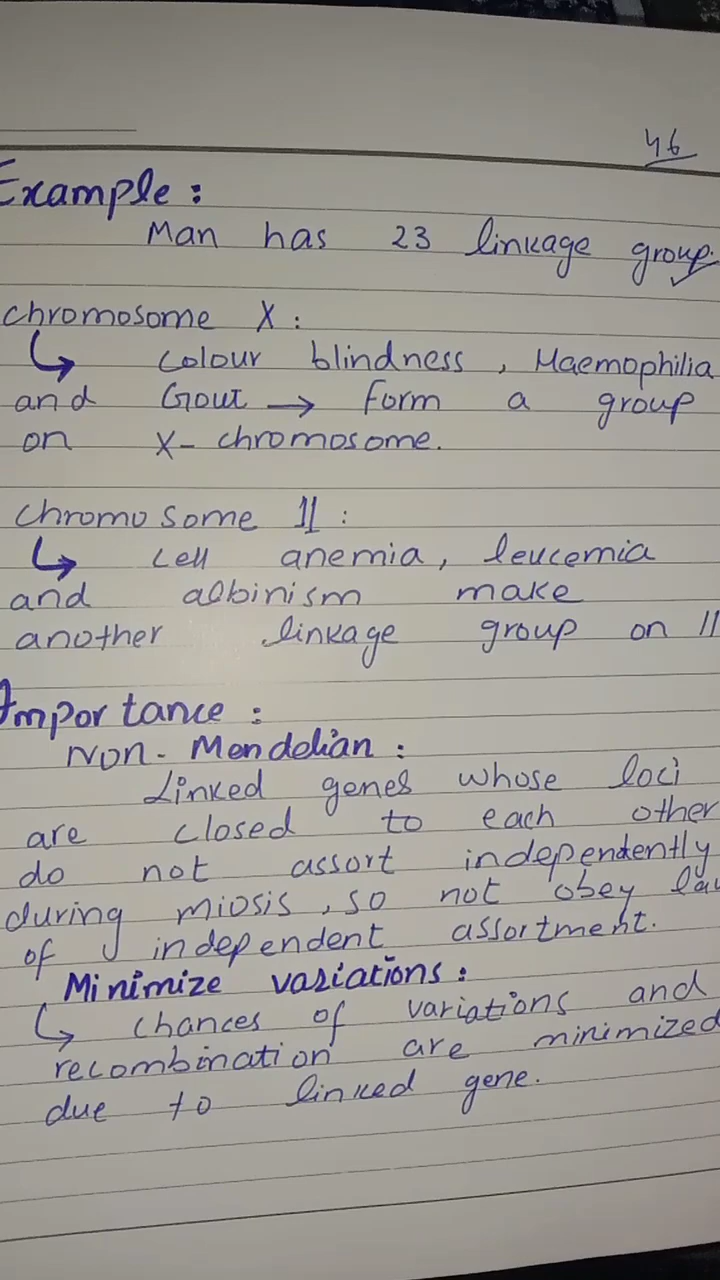 46
Example:
Man has 23 linkage group.
chromosome X:
colour blindness, Haemophilia
and Gout → form a group
on X- chromosome.
chromosome 11:
cell anemia, leucemia
and albinism make
another linkage group on 11
Importance:
Non-Mendelian:
Linked genes whose loci
are closed to each other
do not assort independently
during miosis, so not obey law
of independent assortment.
Minimize variations:
chances of variations and
recombination are minimized
due to linked gene.